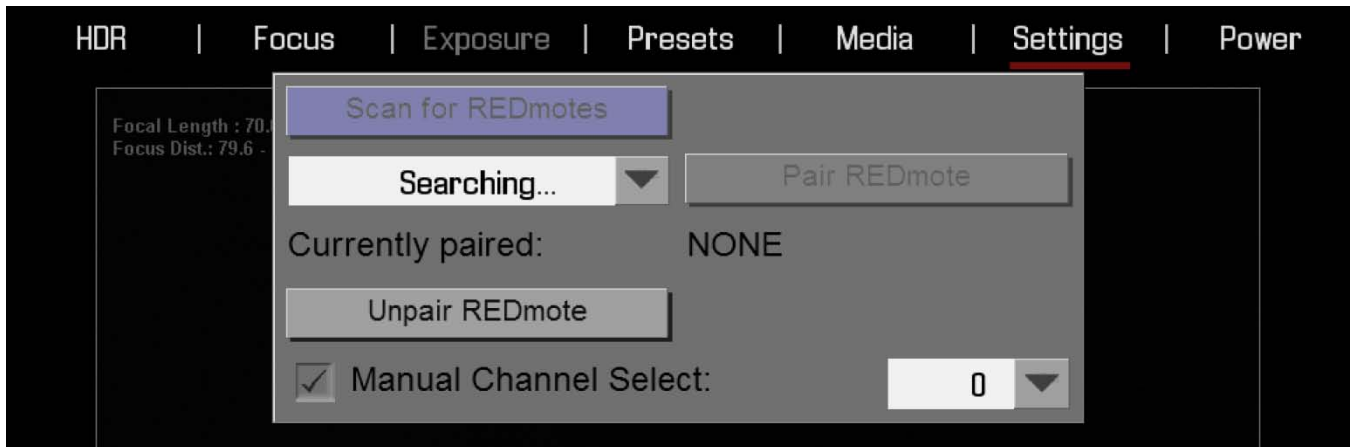 HDR | Focus | Exposure | Presets | Media | Settings | Power
Focal Length : 70.
Focus Dist.: 79.6 -
Scan for REDmotes
Searching...
Pair REDmote
Currently paired: NONE
Unpair REDmote
Manual Channel Select: 0